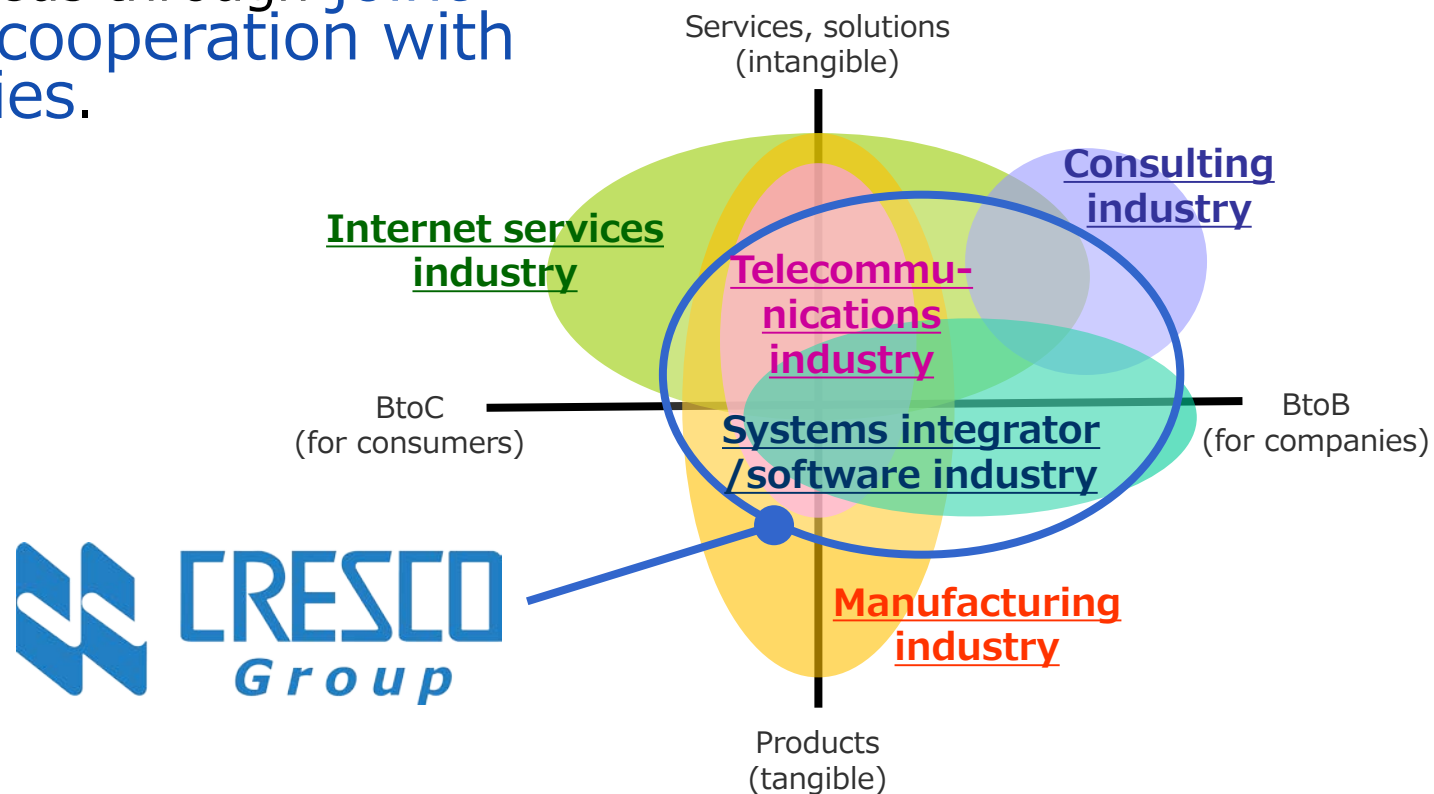 cooperation with
ies.
Services, solutions
(intangible)
Consulting
industry
Internet services
industry
Telecommu-
nications
industry
BtoC
(for consumers)
BtoB
(for companies)
Systems integrator
/software industry
CRESCO
Group
Manufacturing
industry
Products
(tangible)